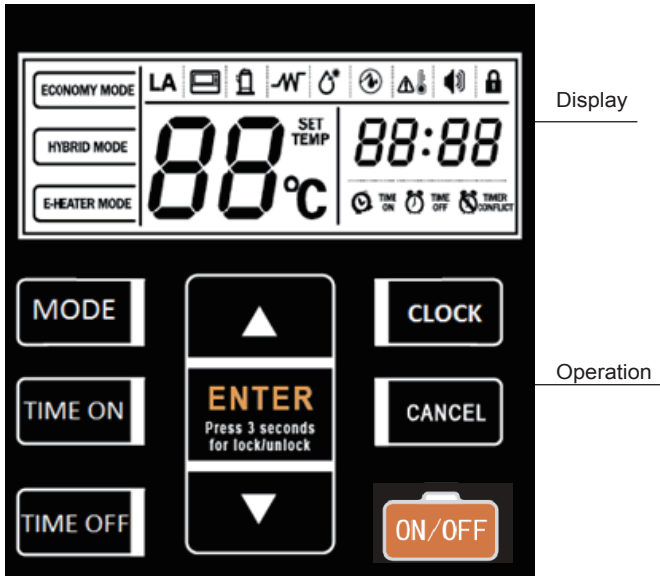 ECONOMY MODE
LA
HYBRID MODE
88
SET
TEMP
°C
88:88
E-HEATER MODE
TIME
ON
TIME
OFF
TIMER
CONFLICT
Display
MODE
CLOCK
TIME ON
ENTER
Press 3 seconds
for lock/unlock
CANCEL
Operation
TIME OFF
ON/OFF